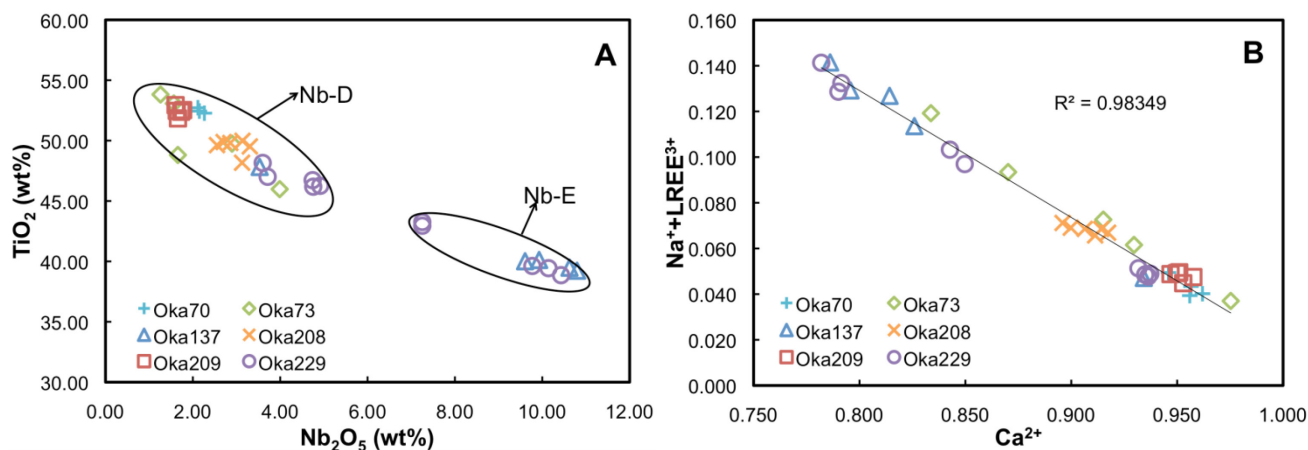 A
TiO₂ (wt%)
60.00
55.00
50.00
45.00
40.00
35.00
30.00
Nb-D
Nb-E
Oka70 Oka73
Oka137 Oka208
Oka209 Oka229
0.00 2.00 4.00 6.00 8.00 10.00 12.00
Nb₂O₅ (wt%)
B
Na⁺+LREE³⁺
0.160
0.140
0.120
0.100
0.080
0.060
0.040
0.020
0.000
R² = 0.98349
Oka70 Oka73
Oka137 Oka208
Oka209 Oka229
0.750 0.800 0.850 0.900 0.950 1.000
Ca²⁺